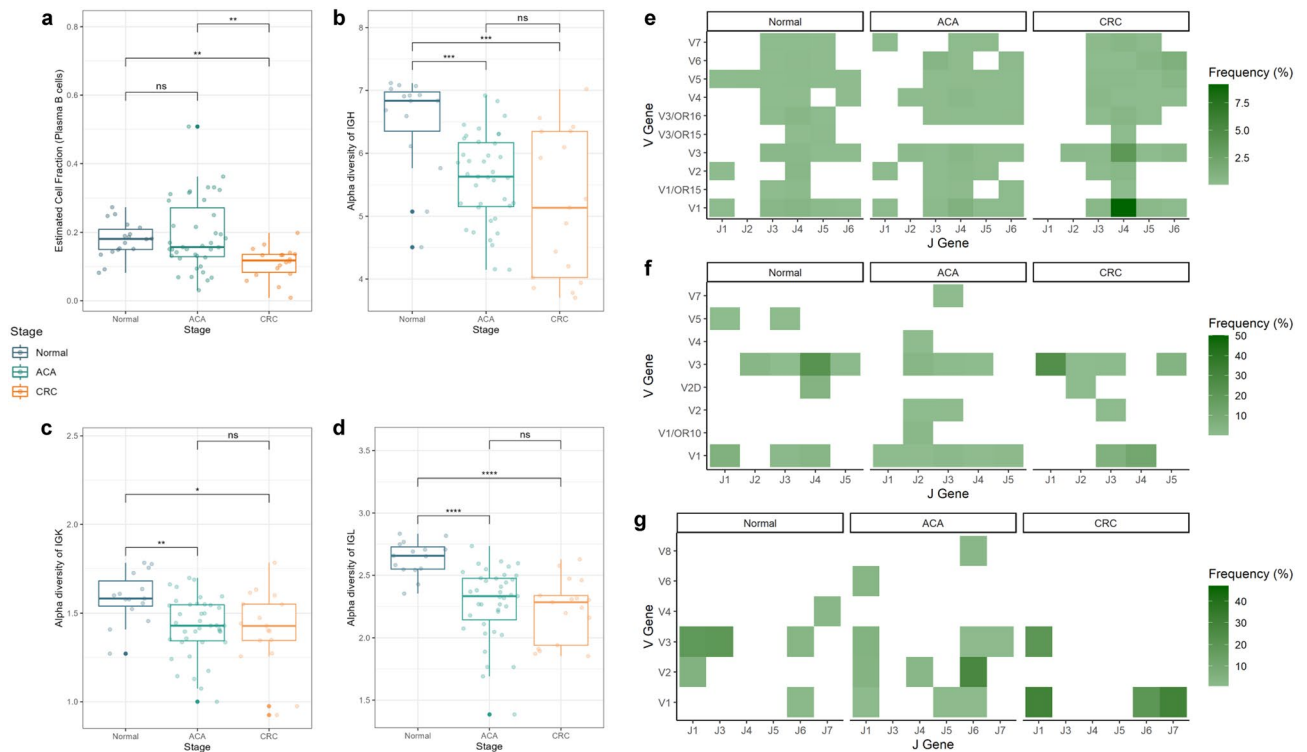 a
Estimated Cell Fraction (Plasma B cells)
0.8
0.6
0.4
0.2
0.0
**
**
ns
Normal ACA CRC
Stage
b
Alpha diversity of IGH
8
7
6
5
4
ns
***
***
Normal ACA CRC
Stage
Stage
Normal
ACA
CRC
c
Alpha diversity of IGK
2.5
2.0
1.5
1.0
ns
*
**
Normal ACA CRC
Stage
d
Alpha diversity of IGL
3.5
3.0
2.5
2.0
1.5
ns
****
****
Normal ACA CRC
Stage
e
Normal ACA CRC
V Gene
V7
V6
V5
V4
V3/OR16
V3/OR15
V3
V2
V1/OR15
V1
J1 J2 J3 J4 J5 J6 J1 J2 J3 J4 J5 J6 J1 J2 J3 J4 J5 J6
J Gene
Frequency (%)
7.5
5.0
2.5
f
Normal ACA CRC
V Gene
V7
V5
V4
V3
V2D
V2
V1/OR10
V1
J1 J2 J3 J4 J5 J1 J2 J3 J4 J5 J1 J2 J3 J4 J5
J Gene
Frequency (%)
50
40
30
20
10
g
Normal ACA CRC
V Gene
V8
V6
V4
V3
V2
V1
J1 J3 J4 J5 J6 J7 J1 J3 J4 J5 J6 J7 J1 J3 J4 J5 J6 J7
J Gene
Frequency (%)
40
30
20
10